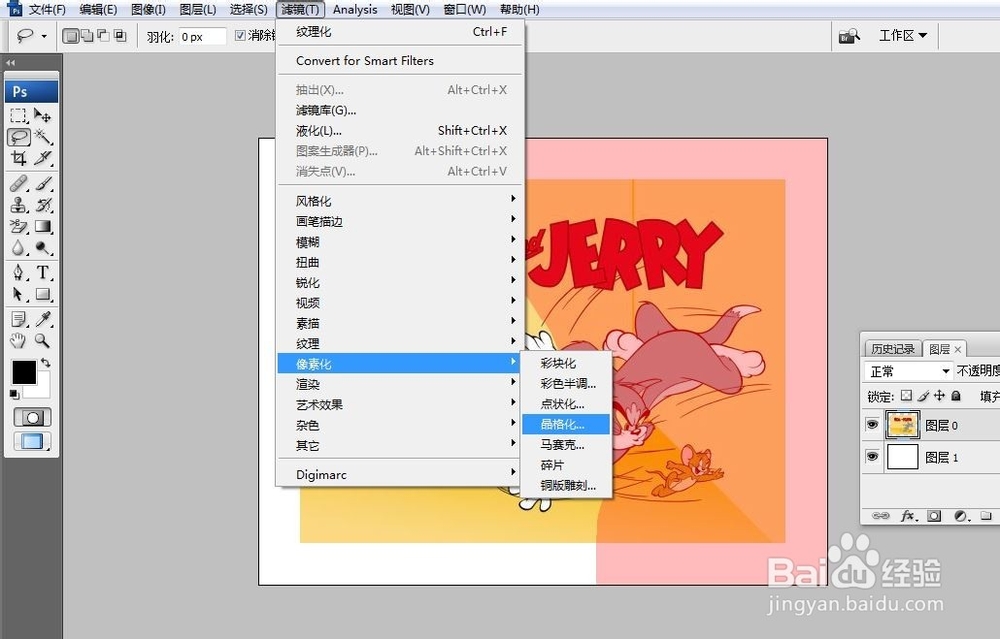 文件(F) 编辑(E) 图像(I) 图层(L) 选择(S) 滤镜(T) Analysis 视图(V) 窗口(W) 帮助(H)
羽化: 0 px 消除锯
工作区
Ps
纹理化 Ctrl+F
Convert for Smart Filters
抽出(X)... Alt+Ctrl+X
滤镜库(G)...
液化(L)... Shift+Ctrl+X
图案生成器(P)... Alt+Shift+Ctrl+X
消失点(V)... Alt+Ctrl+V
风格化
画笔描边
模糊
扭曲
锐化
视频
素描
纹理
像素化
渲染
艺术效果
杂色
其它
Digimarc
彩块化
彩色半调...
点状化...
晶格化...
马赛克...
碎片
铜版雕刻...
nd JERRY
历史记录 图层 ×
正常 不透明度
锁定: 填充
图层 0
图层 1
fx
Baidu 经验
jingyan.baidu.com